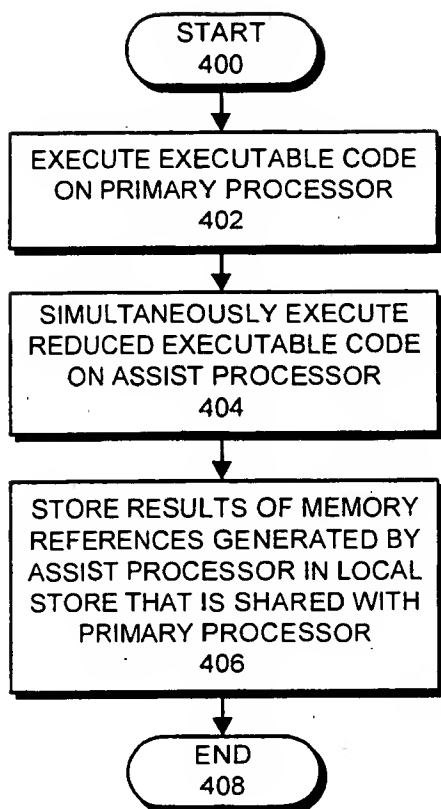 START
400
EXECUTE EXECUTABLE CODE
ON PRIMARY PROCESSOR
402
SIMULTANEOUSLY EXECUTE
REDUCED EXECUTABLE CODE
ON ASSIST PROCESSOR
404
STORE RESULTS OF MEMORY
REFERENCES GENERATED BY
ASSIST PROCESSOR IN LOCAL
STORE THAT IS SHARED WITH
PRIMARY PROCESSOR
406
END
408